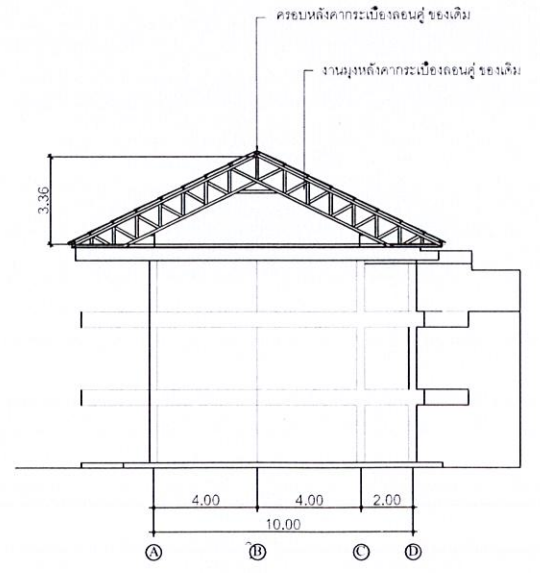 ครอบหลังคากระเบื้องลอนคู่ ของเดิม
งานมุงหลังคากระเบื้องลอนคู่ ของเดิม
3.36
4.00 4.00 2.00
10.00
A B C D